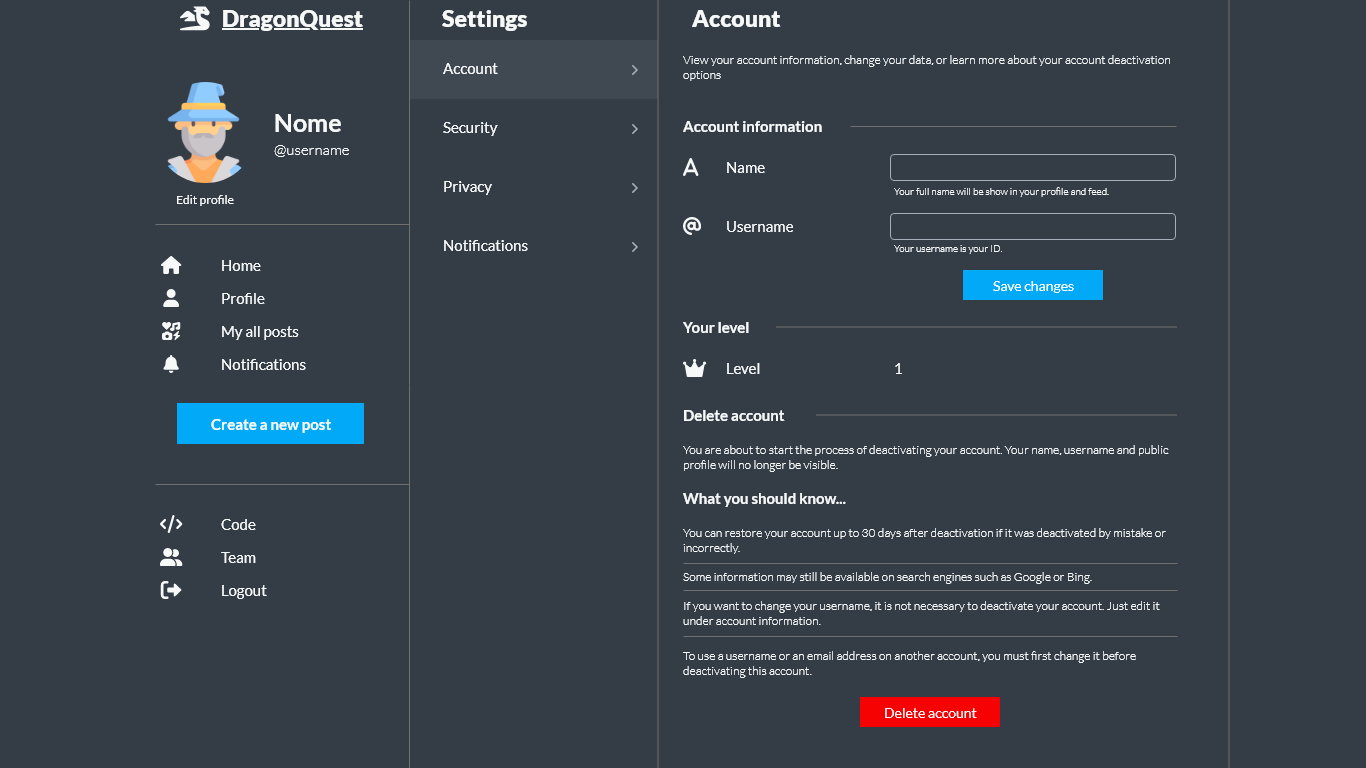 DragonQuest
Nome
@username
Edit profile
Home
Profile
My all posts
Notifications
Create a new post
Code
Team
Logout
Settings
Account
Security
Privacy
Notifications
Account
View your account information, change your data, or learn more about your account deactivation
options
Account information
Name
Your full name will be show in your profile and feed.
@ Username
Your username is your ID.
Save changes
Your level
Level 1
Delete account
You are about to start the process of deactivating your account. Your name, username and public
profile will no longer be visible.
What you should know...
You can restore your account up to 30 days after deactivation if it was deactivated by mistake or
incorrectly.
Some information may still be available on search engines such as Google or Bing.
If you want to change your username, it is not necessary to deactivate your account. Just edit it
under account information.
To use a username or an email address on another account, you must first change it before
deactivating this account.
Delete account